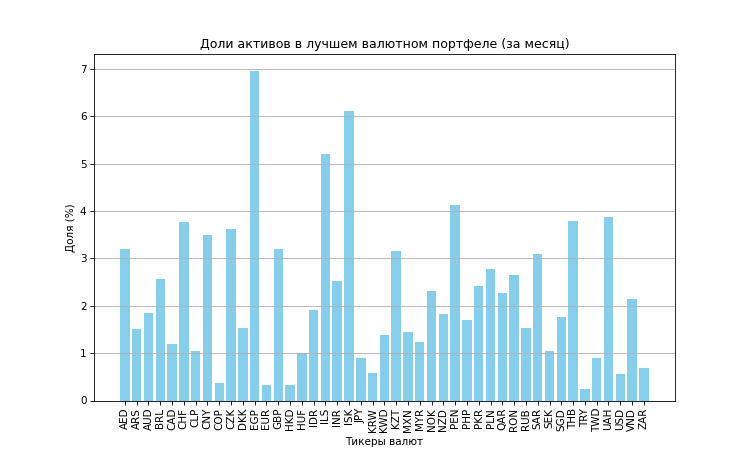 Доли активов в лучшем валютном портфеле (за месяц)
Доля (%)
7
6
5
4
3
2
1
0
AED ARS AUD BRL CAD CHF CLP CNY COP CZK DKK EGP EUR GBP HKD HUF IDR ILS INR ISK JPY KRW KWD KZT MXN MYR NOK NZD PEN PHP PKR PLN QAR RON RUB SAR SEK SGD THB TRY TWD UAH USD VND ZAR
Тикеры валют